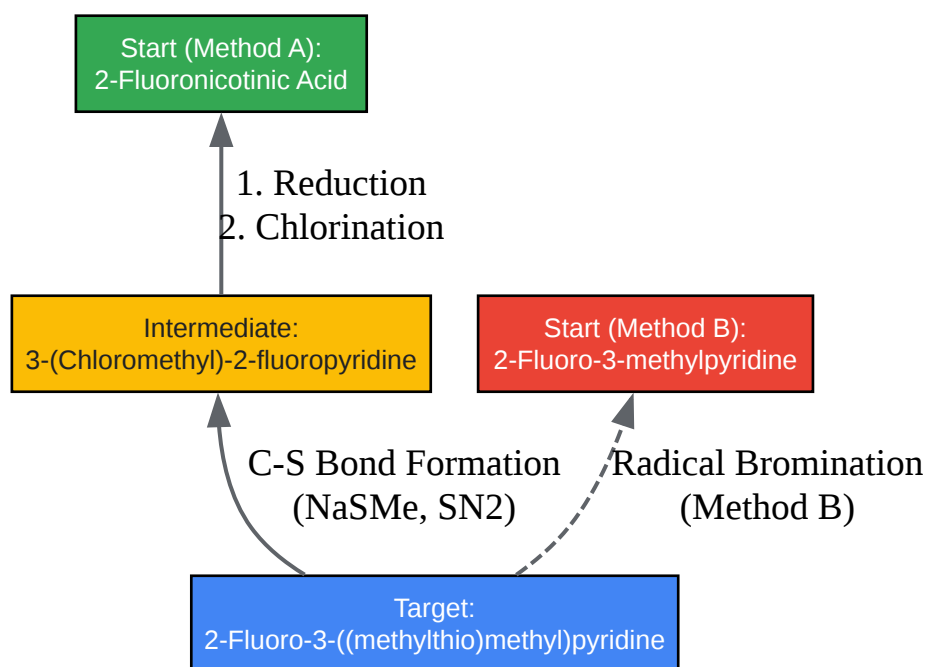 Start (Method A):
2-Fluoronicotinic Acid
1. Reduction
2. Chlorination
Intermediate:
3-(Chloromethyl)-2-fluoropyridine
Start (Method B):
2-Fluoro-3-methylpyridine
C-S Bond Formation
(NaSMe, SN2)
Radical Bromination
(Method B)
Target:
2-Fluoro-3-((methylthio)methyl)pyridine